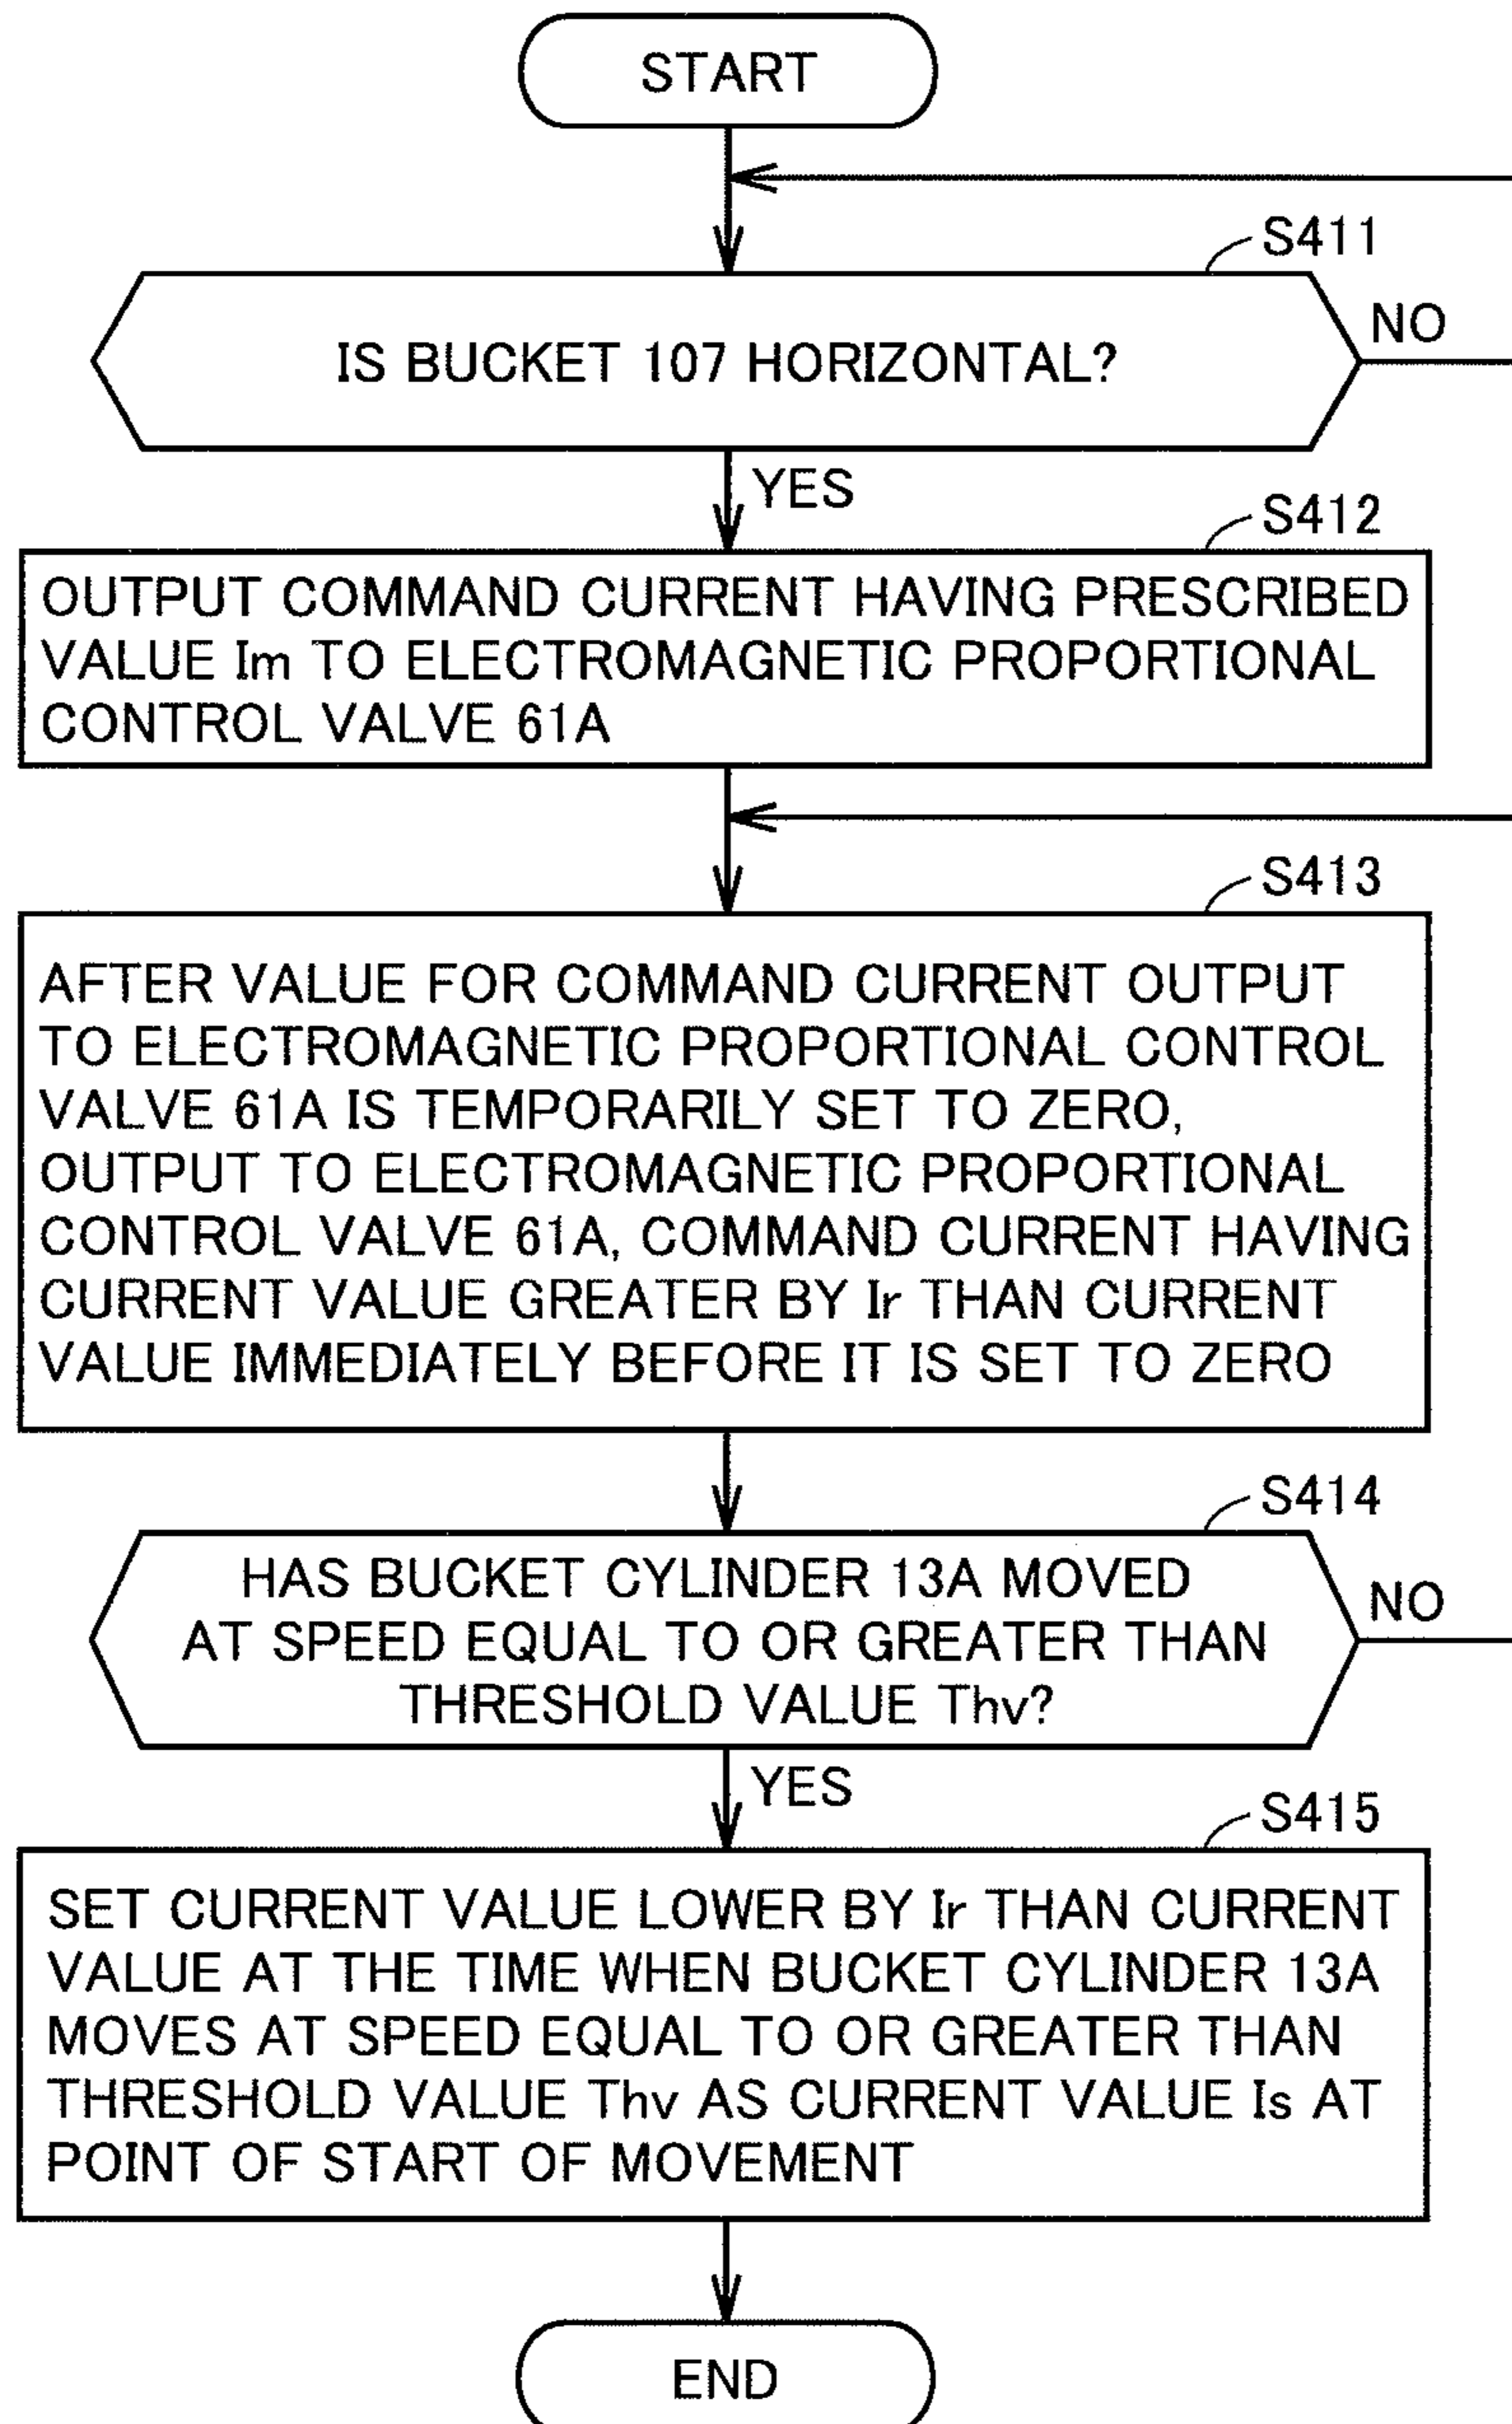 START
S411
IS BUCKET 107 HORIZONTAL?
NO
YES
S412
OUTPUT COMMAND CURRENT HAVING PRESCRIBED
VALUE Im TO ELECTROMAGNETIC PROPORTIONAL
CONTROL VALVE 61A
S413
AFTER VALUE FOR COMMAND CURRENT OUTPUT
TO ELECTROMAGNETIC PROPORTIONAL CONTROL
VALVE 61A IS TEMPORARILY SET TO ZERO,
OUTPUT TO ELECTROMAGNETIC PROPORTIONAL
CONTROL VALVE 61A, COMMAND CURRENT HAVING
CURRENT VALUE GREATER BY Ir THAN CURRENT
VALUE IMMEDIATELY BEFORE IT IS SET TO ZERO
S414
HAS BUCKET CYLINDER 13A MOVED
AT SPEED EQUAL TO OR GREATER THAN
THRESHOLD VALUE Thv?
NO
YES
S415
SET CURRENT VALUE LOWER BY Ir THAN CURRENT
VALUE AT THE TIME WHEN BUCKET CYLINDER 13A
MOVES AT SPEED EQUAL TO OR GREATER THAN
THRESHOLD VALUE Thv AS CURRENT VALUE Is AT
POINT OF START OF MOVEMENT
END